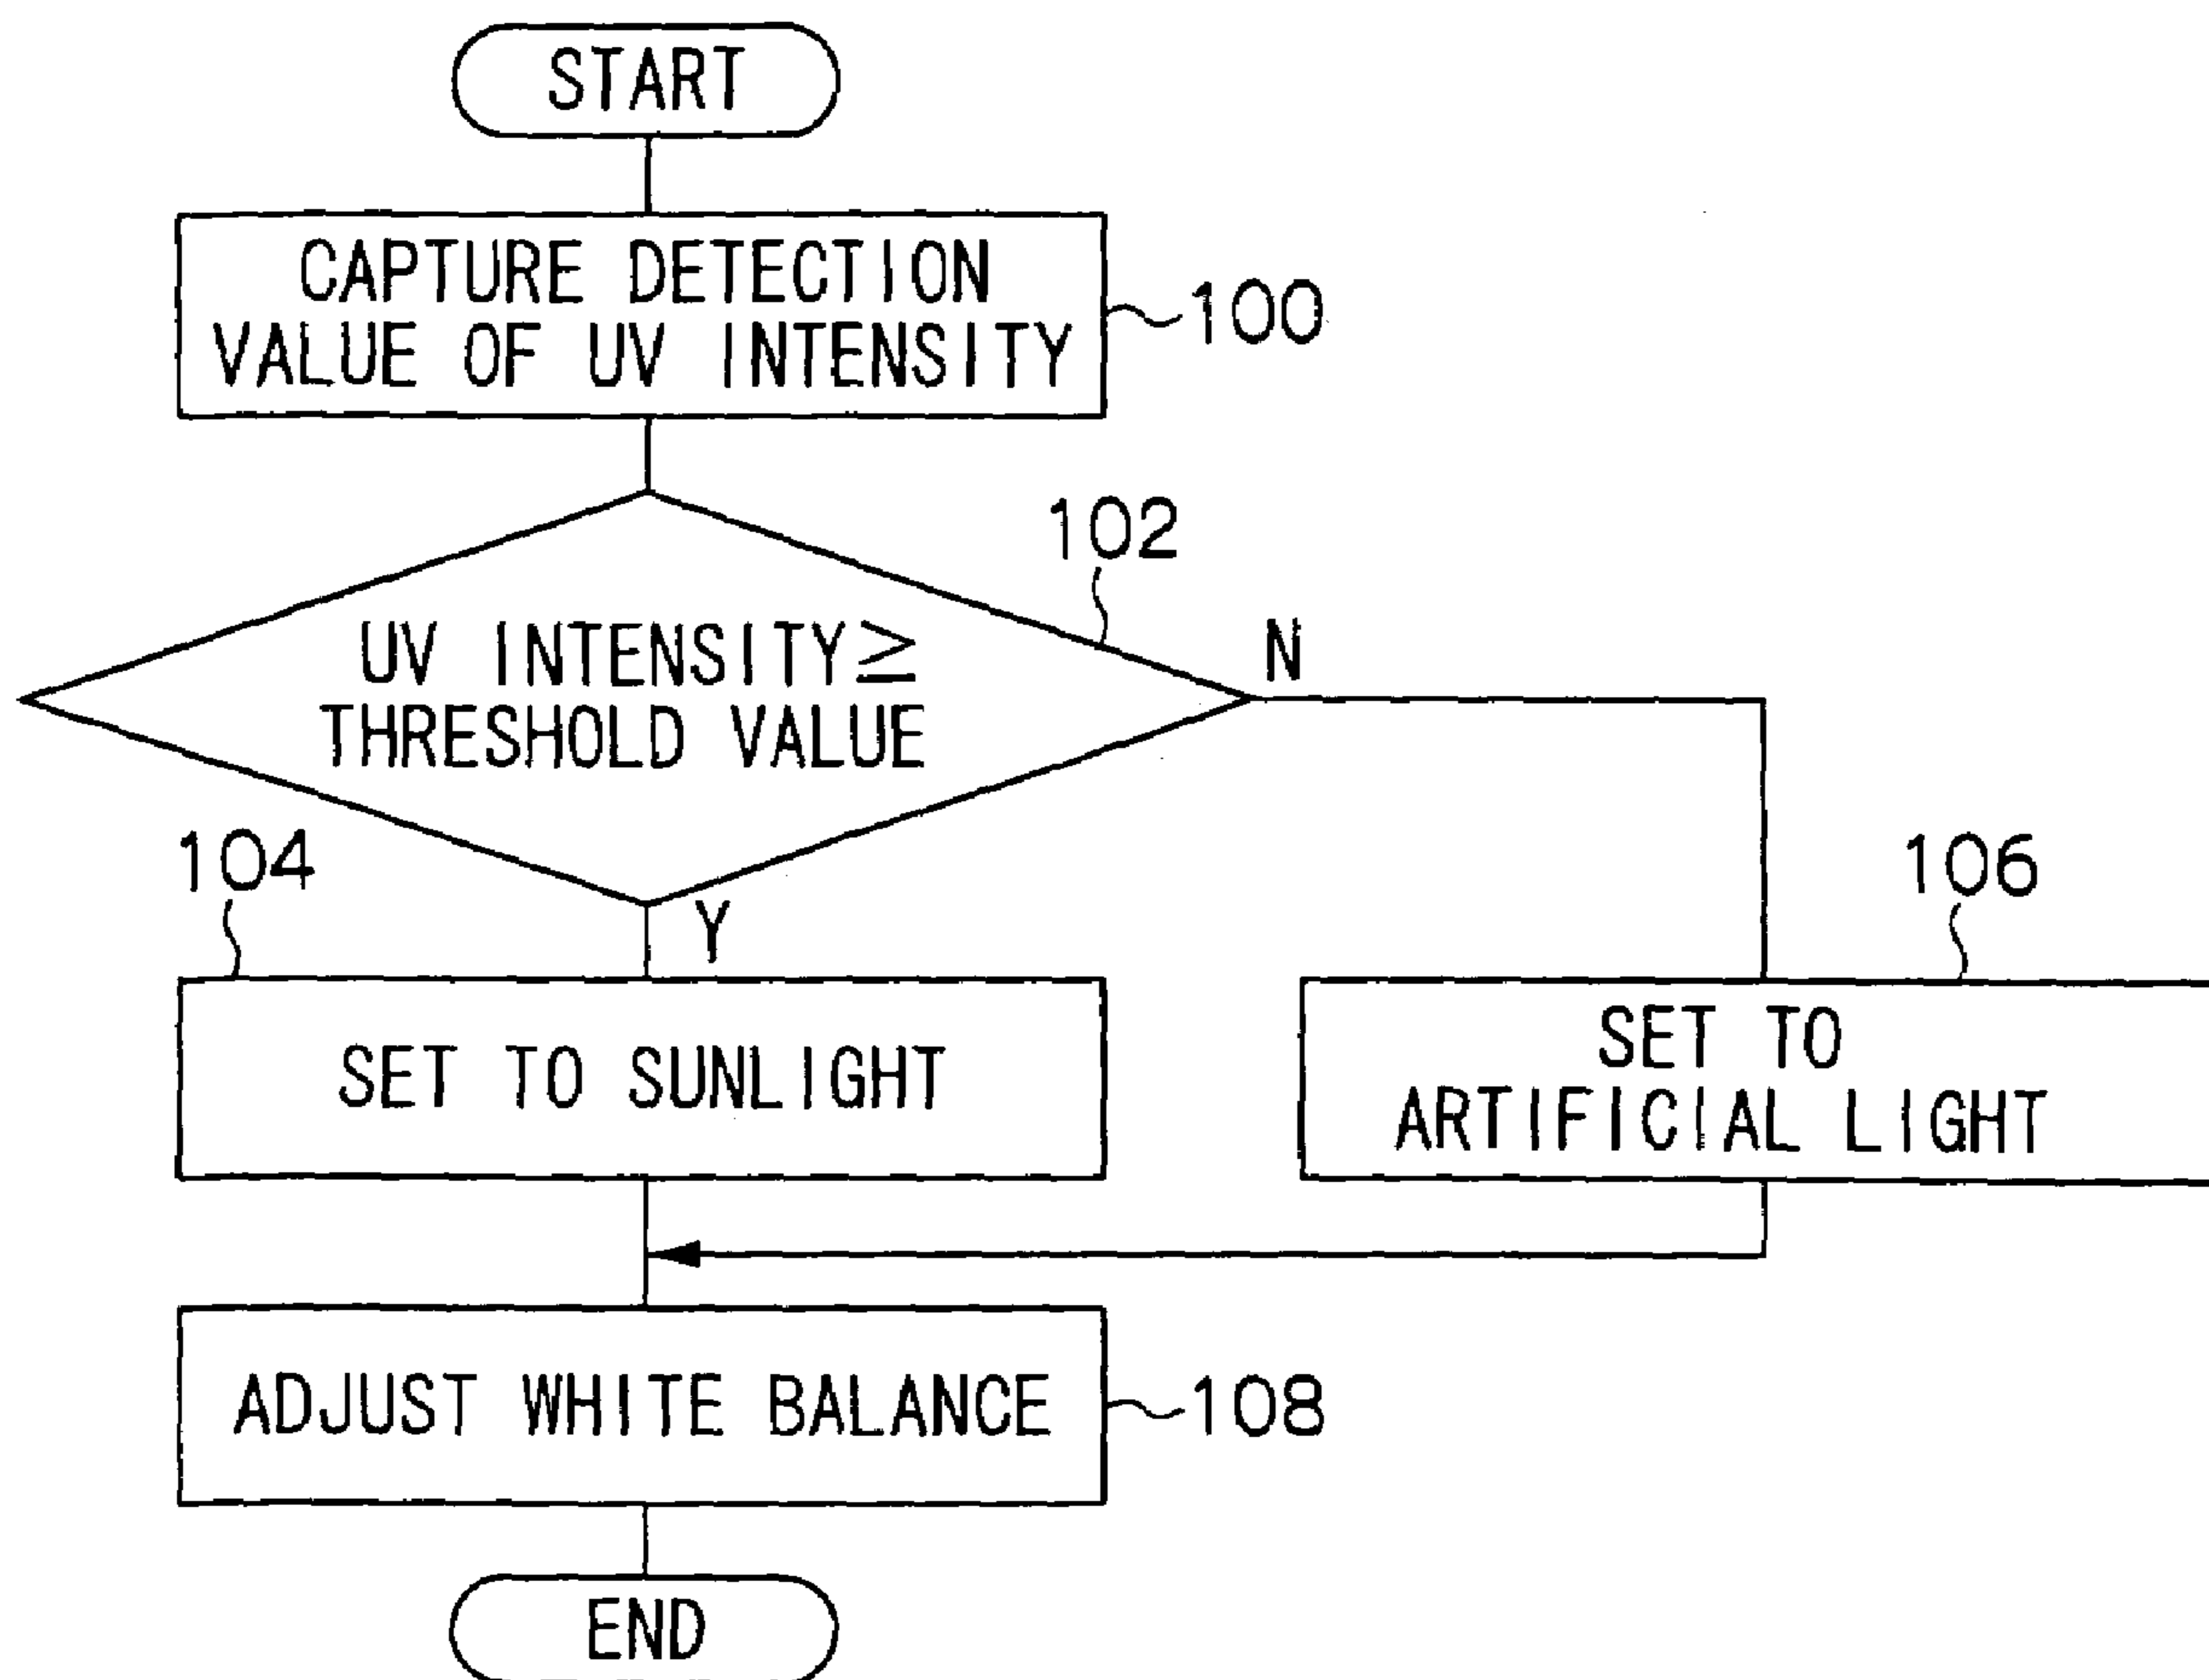 START
CAPTURE DETECTION
VALUE OF UV INTENSITY
100
102
UV INTENSITY≧
THRESHOLD VALUE
N
Y
104
SET TO SUNLIGHT
106
SET TO
ARTIFICIAL LIGHT
ADJUST WHITE BALANCE
108
END